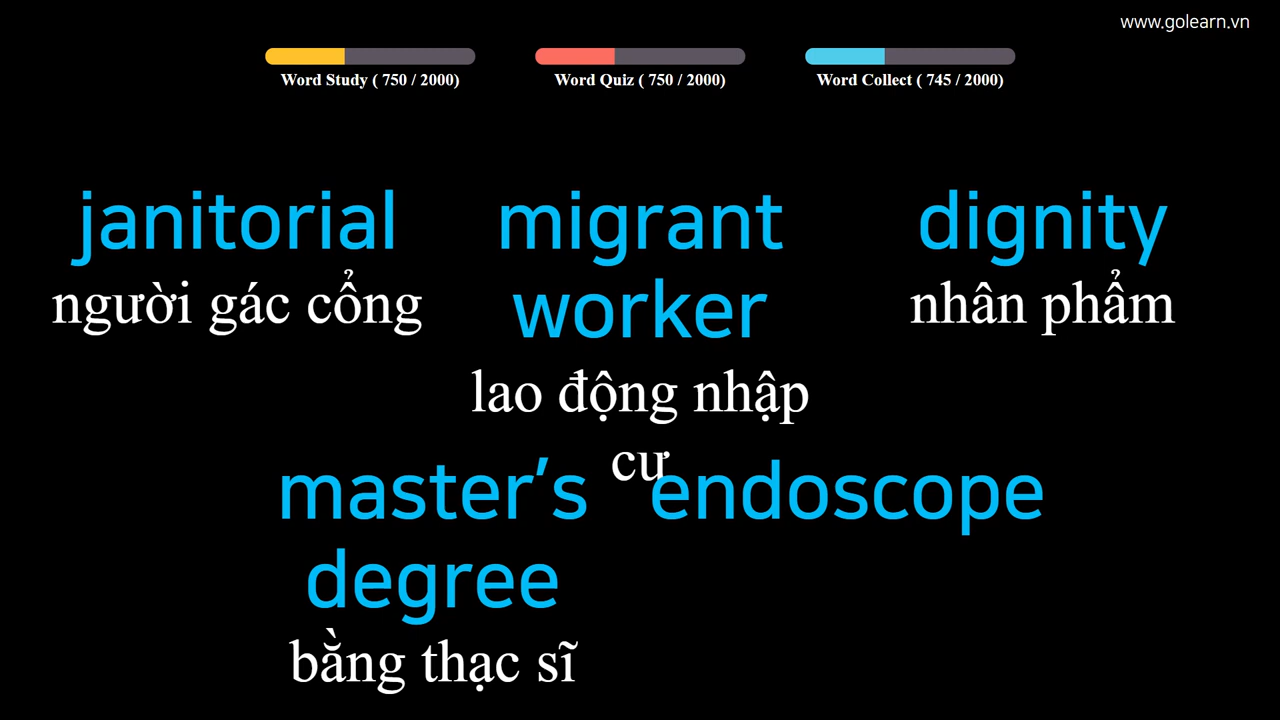 www.golearn.vn
Word Study ( 750 / 2000)
Word Quiz ( 750 / 2000)
Word Collect ( 745 / 2000)
janitorial
người gác cổng
migrant
worker
lao động nhập
cư
dignity
nhân phẩm
master’s
degree
bằng thạc sĩ
endoscope